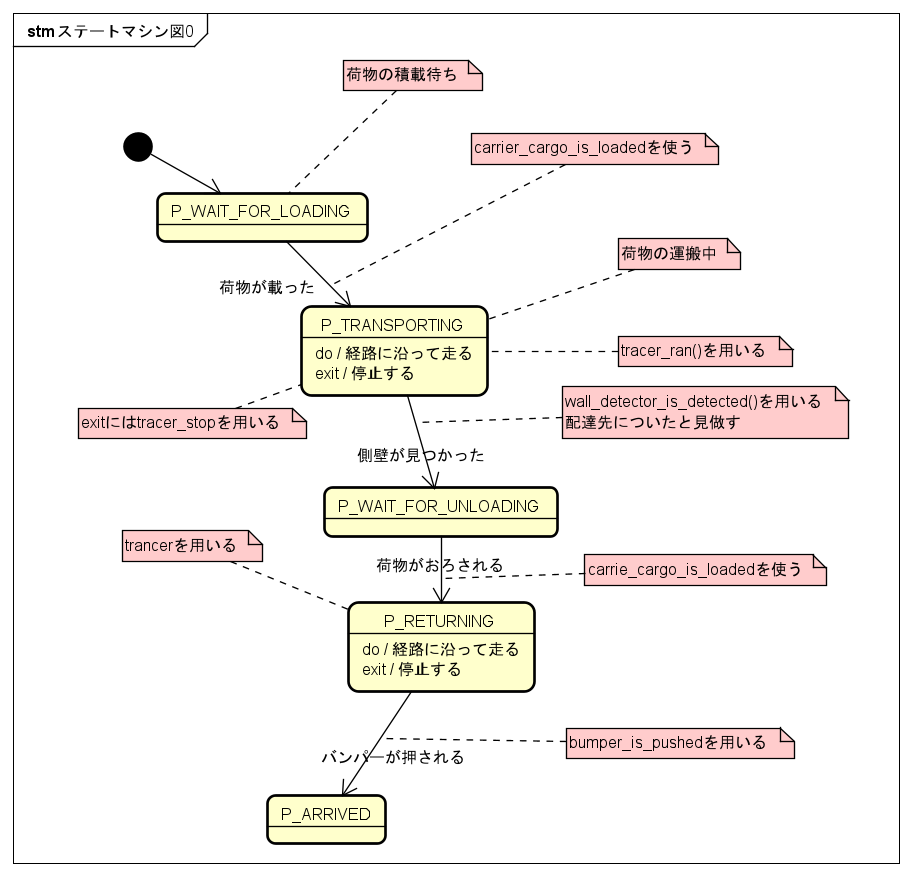 stm ステートマシン図0
荷物の積載待ち
carrier_cargo_is_loadedを使う
P_WAIT_FOR_LOADING
荷物の運搬中
荷物が載った
P_TRANSPORTING
do / 経路に沿って走る
exit / 停止する
tracer_ran()を用いる
wall_detector_is_detected()を用いる
配達先についたと見做す
exitにはtracer_stopを用いる
側壁が見つかった
P_WAIT_FOR_UNLOADING
trancerを用いる
荷物がおろされる
carrie_cargo_is_loadedを使う
P_RETURNING
do / 経路に沿って走る
exit / 停止する
bumper_is_pushedを用いる
バンパーが押される
P_ARRIVED